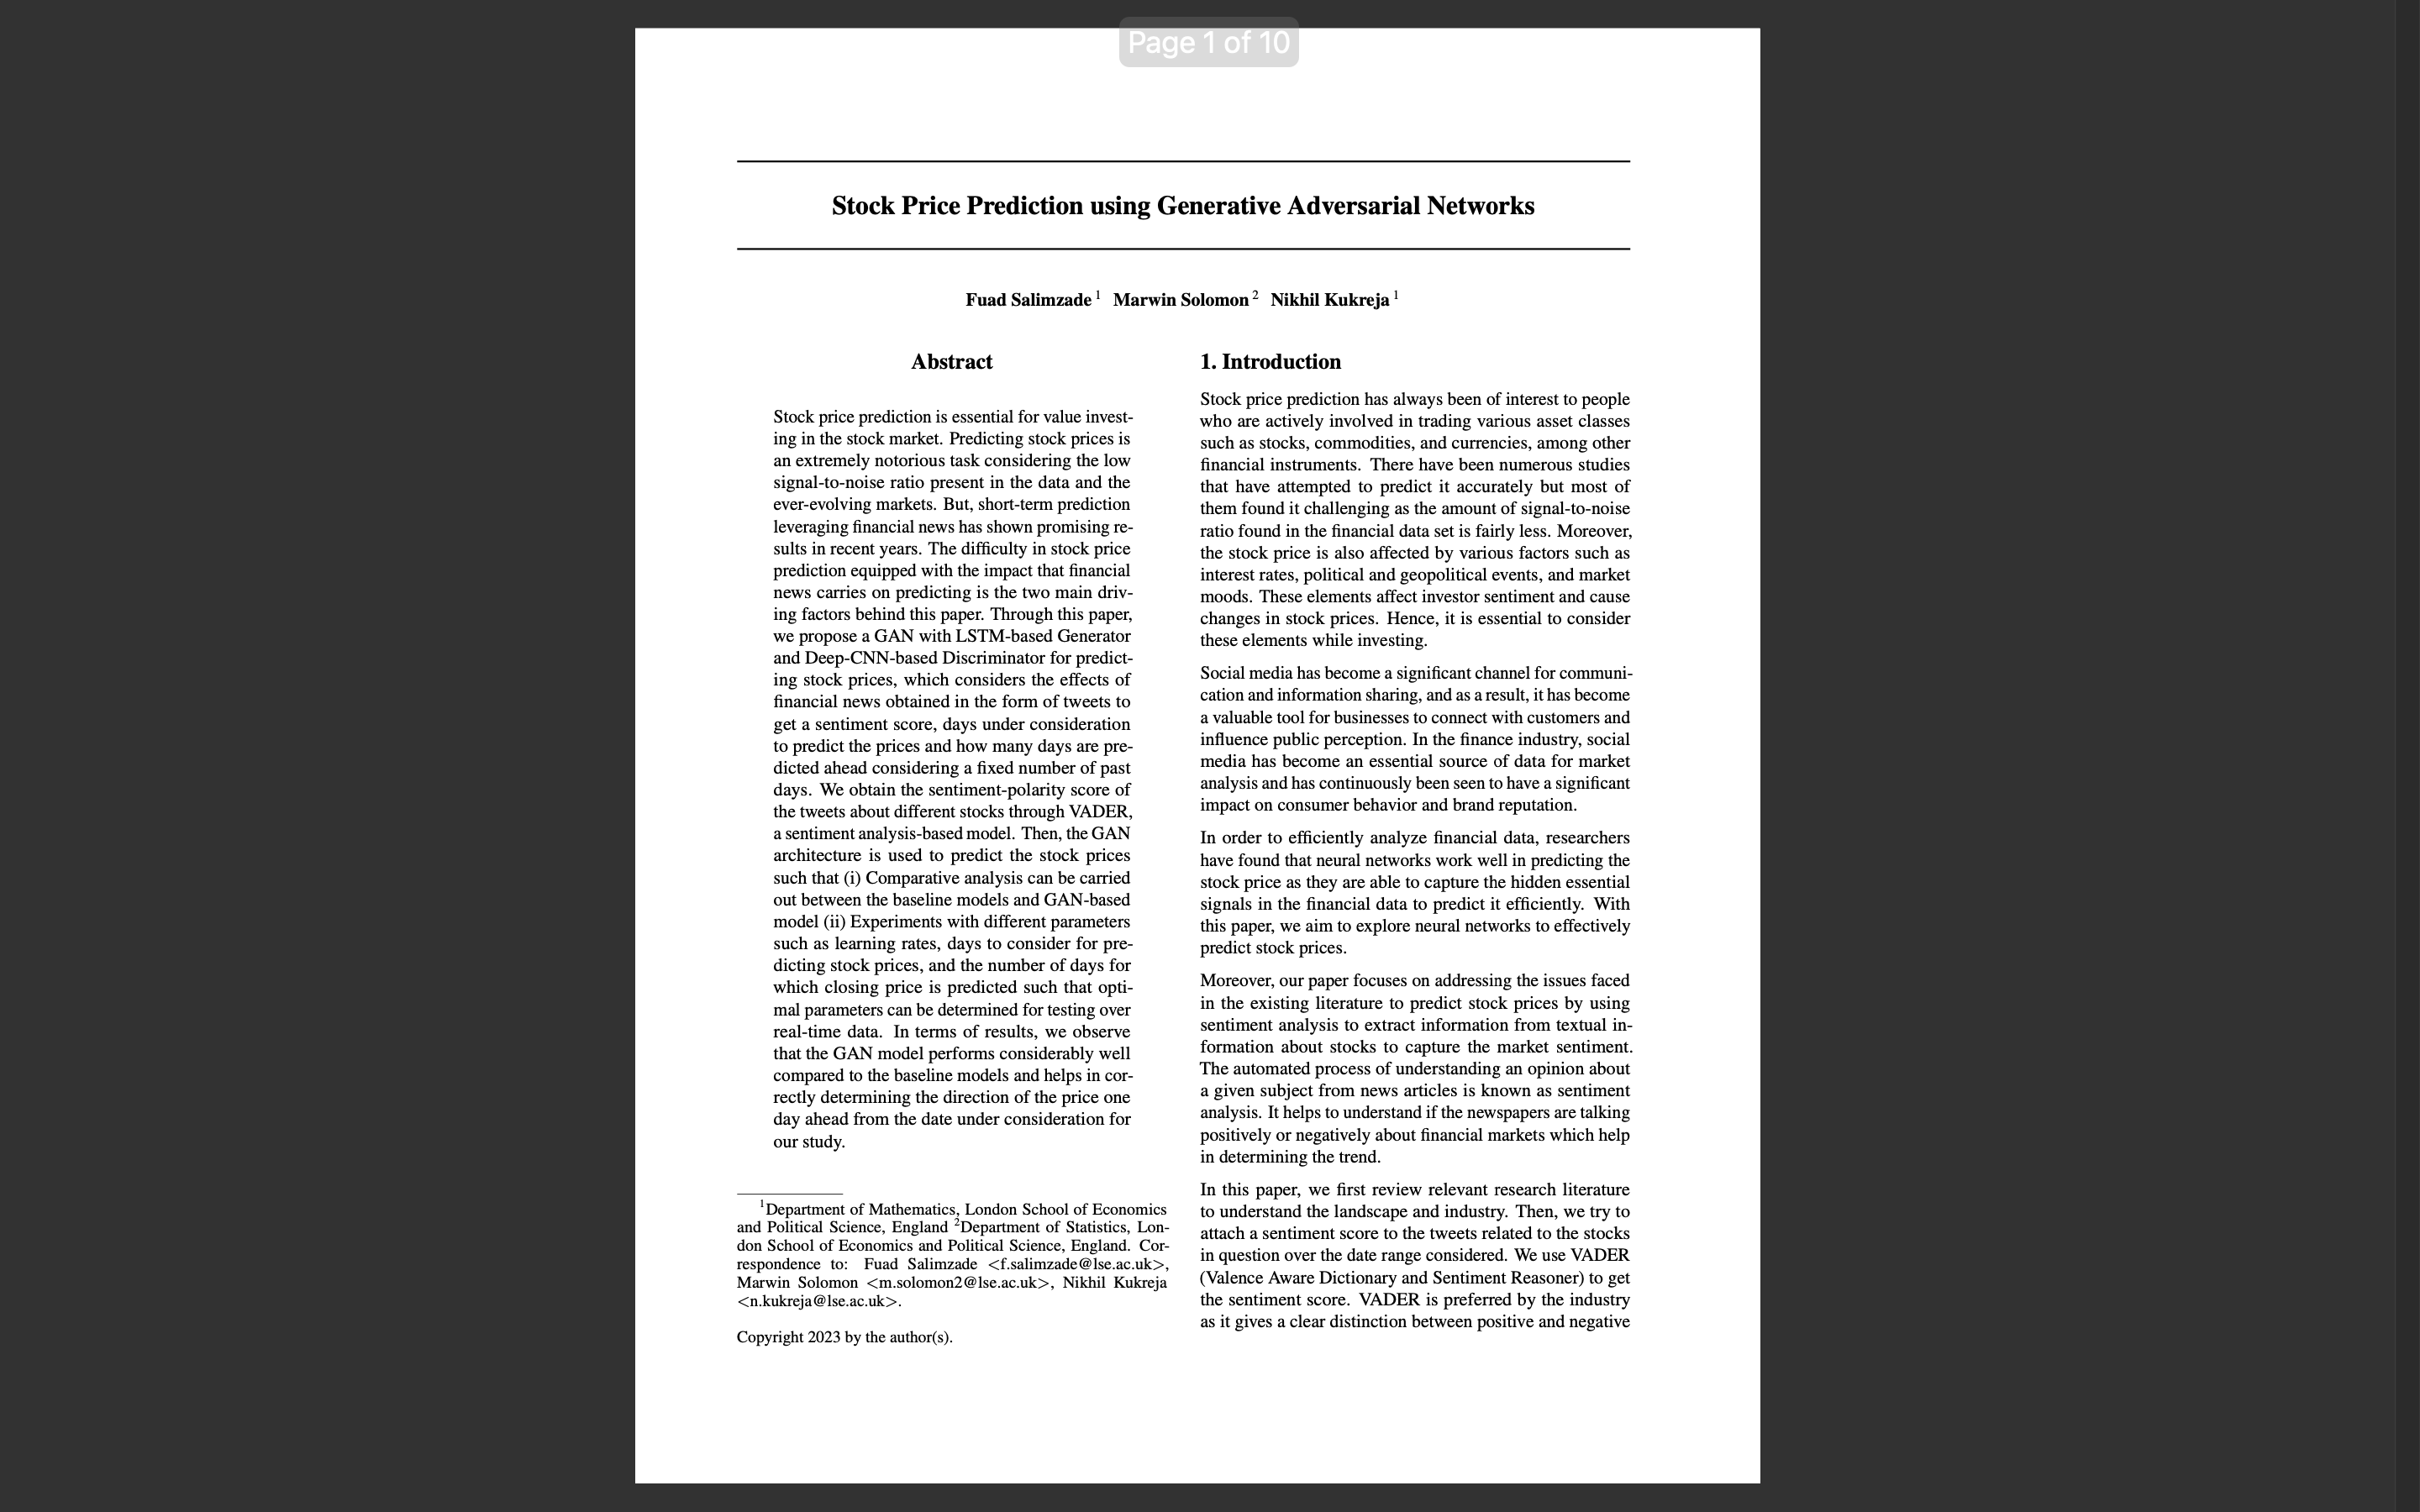 Page 1 of 10
Stock Price Prediction using Generative Adversarial Networks
Fuad Salimzade 1 Marwin Solomon 2 Nikhil Kukreja 1
Abstract
Stock price prediction is essential for value invest-
ing in the stock market. Predicting stock prices is
an extremely notorious task considering the low
signal-to-noise ratio present in the data and the
ever-evolving markets. But, short-term prediction
leveraging financial news has shown promising re-
sults in recent years. The difficulty in stock price
prediction equipped with the impact that financial
news carries on predicting is the two main driv-
ing factors behind this paper. Through this paper,
we propose a GAN with LSTM-based Generator
and Deep-CNN-based Discriminator for predict-
ing stock prices, which considers the effects of
financial news obtained in the form of tweets to
get a sentiment score, days under consideration
to predict the prices and how many days are pre-
dicted ahead considering a fixed number of past
days. We obtain the sentiment-polarity score of
the tweets about different stocks through VADER,
a sentiment analysis-based model. Then, the GAN
architecture is used to predict the stock prices
such that (i) Comparative analysis can be carried
out between the baseline models and GAN-based
model (ii) Experiments with different parameters
such as learning rates, days to consider for pre-
dicting stock prices, and the number of days for
which closing price is predicted such that opti-
mal parameters can be determined for testing over
real-time data. In terms of results, we observe
that the GAN model performs considerably well
compared to the baseline models and helps in cor-
rectly determining the direction of the price one
day ahead from the date under consideration for
our study.
1Department of Mathematics, London School of Economics
and Political Science, England 2Department of Statistics, Lon-
don School of Economics and Political Science, England. Cor-
respondence to: Fuad Salimzade <f.salimzade@lse.ac.uk>,
Marwin Solomon <m.solomon2@lse.ac.uk>, Nikhil Kukreja
<n.kukreja@lse.ac.uk>.
Copyright 2023 by the author(s).
1. Introduction
Stock price prediction has always been of interest to people
who are actively involved in trading various asset classes
such as stocks, commodities, and currencies, among other
financial instruments. There have been numerous studies
that have attempted to predict it accurately but most of
them found it challenging as the amount of signal-to-noise
ratio found in the financial data set is fairly less. Moreover,
the stock price is also affected by various factors such as
interest rates, political and geopolitical events, and market
moods. These elements affect investor sentiment and cause
changes in stock prices. Hence, it is essential to consider
these elements while investing.
Social media has become a significant channel for communi-
cation and information sharing, and as a result, it has become
a valuable tool for businesses to connect with customers and
influence public perception. In the finance industry, social
media has become an essential source of data for market
analysis and has continuously been seen to have a significant
impact on consumer behavior and brand reputation.
In order to efficiently analyze financial data, researchers
have found that neural networks work well in predicting the
stock price as they are able to capture the hidden essential
signals in the financial data to predict it efficiently. With
this paper, we aim to explore neural networks to effectively
predict stock prices.
Moreover, our paper focuses on addressing the issues faced
in the existing literature to predict stock prices by using
sentiment analysis to extract information from textual in-
formation about stocks to capture the market sentiment.
The automated process of understanding an opinion about
a given subject from news articles is known as sentiment
analysis. It helps to understand if the newspapers are talking
positively or negatively about financial markets which help
in determining the trend.
In this paper, we first review relevant research literature
to understand the landscape and industry. Then, we try to
attach a sentiment score to the tweets related to the stocks
in question over the date range considered. We use VADER
(Valence Aware Dictionary and Sentiment Reasoner) to get
the sentiment score. VADER is preferred by the industry
as it gives a clear distinction between positive and negative